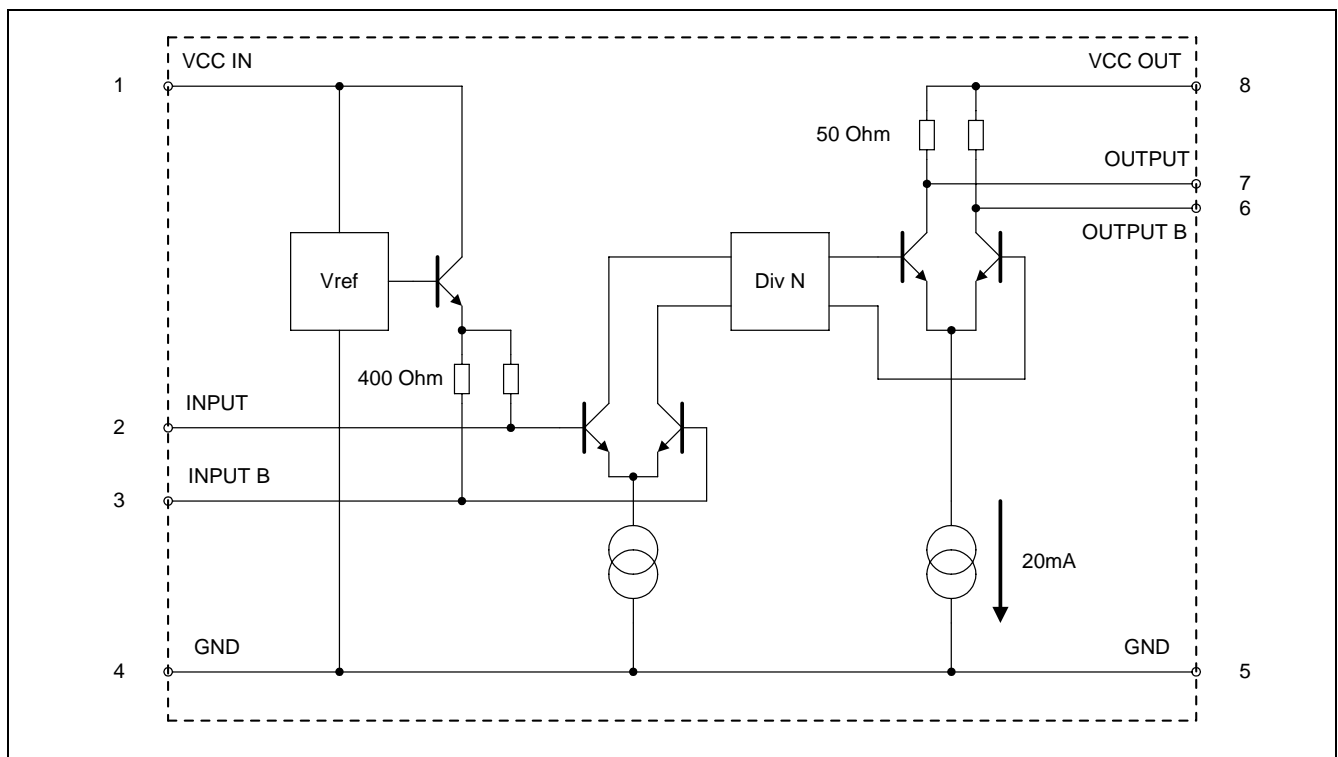 VCC IN
VCC OUT
1
8
50 Ohm
OUTPUT
7
6
OUTPUT B
Vref
Div N
400 Ohm
INPUT
2
INPUT B
3
20mA
GND
GND
4
5